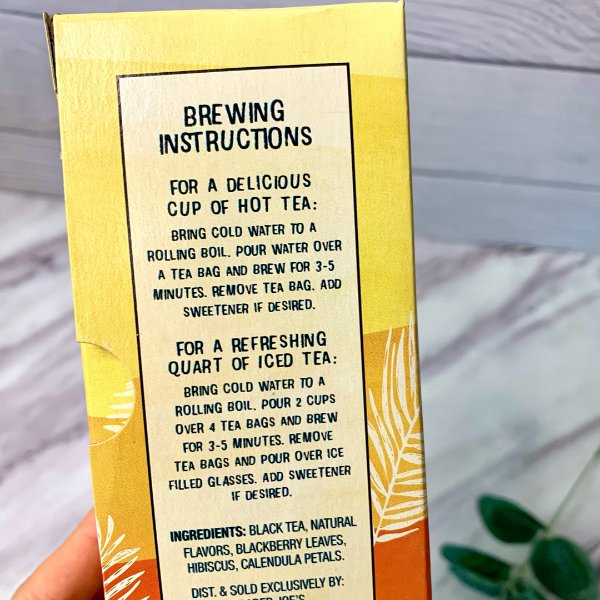 BREWING
INSTRUCTIONS
FOR A DELICIOUS
CUP OF HOT TEA:
BRING COLD WATER TO A
ROLLING BOIL. POUR WATER OVER
A TEA BAG AND BREW FOR 3-5
MINUTES. REMOVE TEA BAG. ADD
SWEETENER IF DESIRED.
FOR A REFRESHING
QUART OF ICED TEA:
BRING COLD WATER TO A
ROLLING BOIL. POUR 2 CUPS
OVER 4 TEA BAGS AND BREW
FOR 3-5 MINUTES. REMOVE
TEA BAGS AND POUR OVER ICE
FILLED GLASSES. ADD SWEETENER
IF DESIRED.
INGREDIENTS: BLACK TEA, NATURAL
FLAVORS, BLACKBERRY LEAVES,
HIBISCUS, CALENDULA PETALS.
DIST. & SOLD EXCLUSIVELY BY:
JOE'S